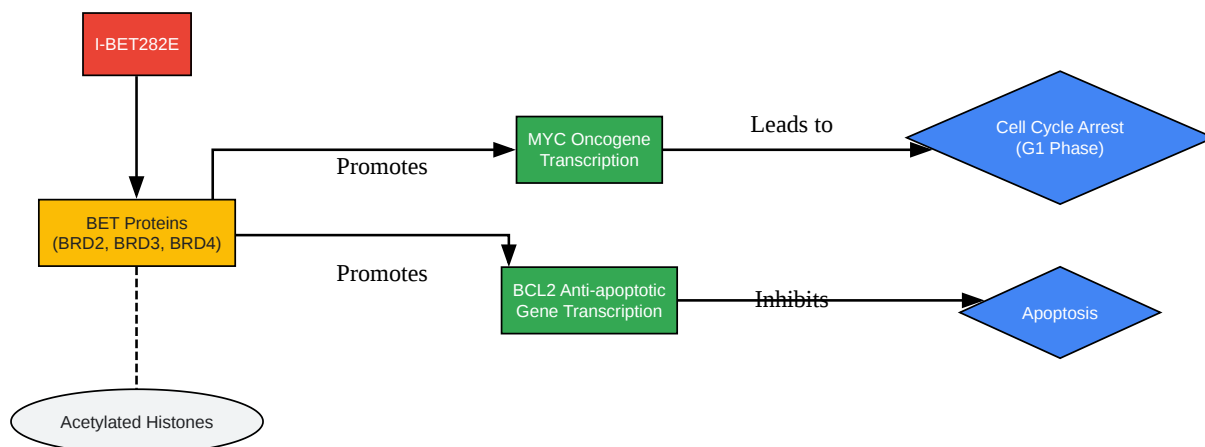 I-BET282E
MYC Oncogene
Transcription
Leads to
Cell Cycle Arrest
(G1 Phase)
Promotes
BET Proteins
(BRD2, BRD3, BRD4)
Promotes
BCL2 Anti-apoptotic
Gene Transcription
Inhibits
Apoptosis
Acetylated Histones